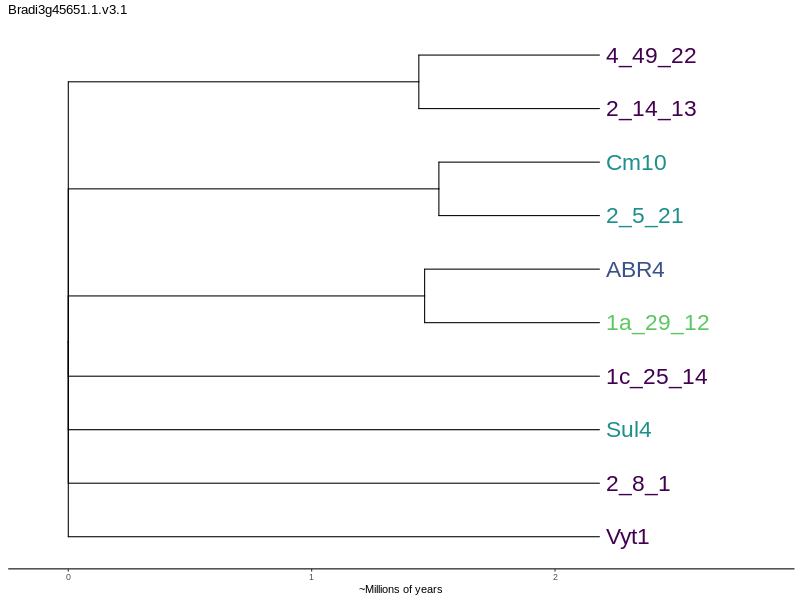 Bradi3g45651.1.v3.1
4_49_22
2_14_13
Cm10
2_5_21
ABR4
1a_29_12
1c_25_14
Sul4
2_8_1
Vyt1
0 1 2
~Millions of years